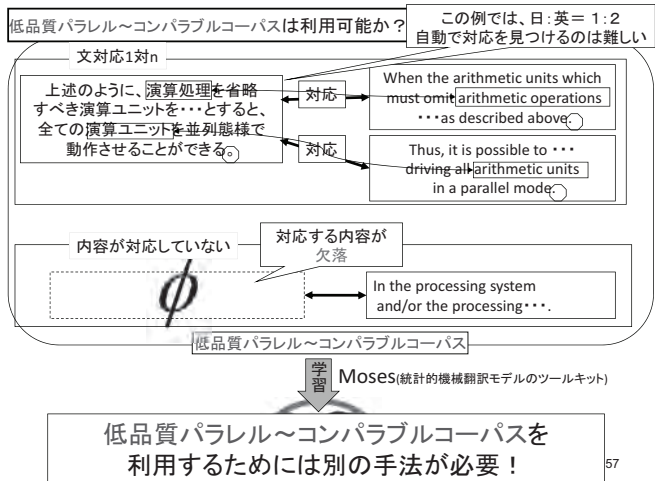 低品質パラレル～コンパラブルコーパスは利用可能か？
この例では、日:英＝1:2
自動で対応を見つけるのは難しい
文対応1対n
上述のように、演算処理を省略
すべき演算ユニットを・・・とすると、
全ての演算ユニットを並列態様で
動作させることができる。
対応
When the arithmetic units which
must omit arithmetic operations
・・・as described above.
対応
Thus, it is possible to ・・・
driving all arithmetic units
in a parallel mode.
内容が対応していない
対応する内容が
欠落
ϕ
In the processing system
and/or the processing・・・.
低品質パラレル～コンパラブルコーパス
学習
Moses(統計的機械翻訳モデルのツールキット)
低品質パラレル～コンパラブルコーパスを
利用するためには別の手法が必要！
57